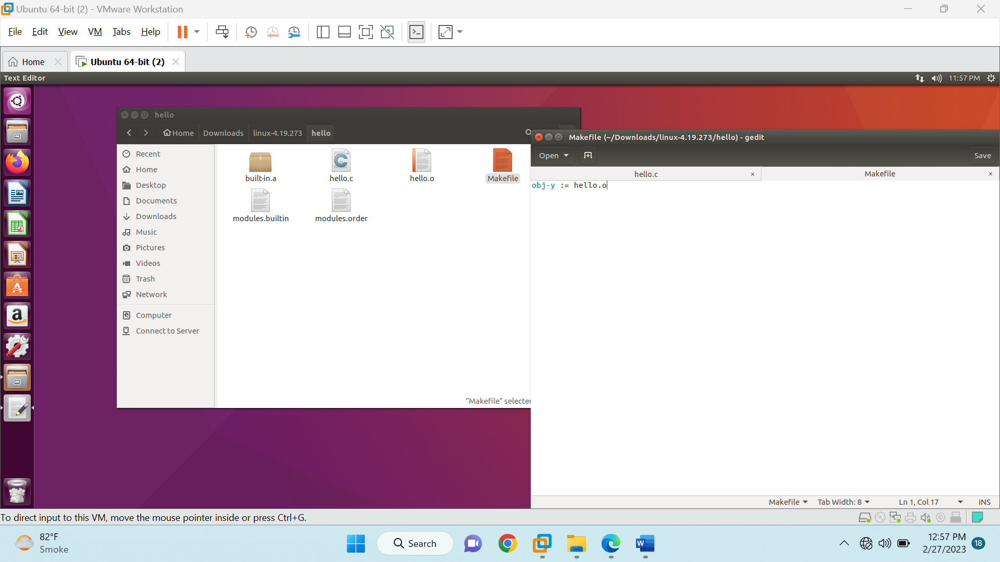 Ubuntu 64-bit (2) - VMware Workstation
File Edit View VM Tabs Help
Home
Ubuntu 64-bit (2)
Text Editor
11:57 PM
hello
Home Downloads linux-4.19.273 hello
Recent
Home
Desktop
Documents
Downloads
Music
Pictures
Videos
Trash
Network
Computer
Connect to Server
built-in.a
hello.c
hello.o
Makefile
modules.builtin
modules.order
“Makefile” selected
Makefile (~/Downloads/linux-4.19.273/hello) - gedit
Open
Save
hello.c
Makefile
obj-y := hello.o
Makefile Tab Width: 8 Ln 1, Col 17 INS
To direct input to this VM, move the mouse pointer inside or press Ctrl+G.
82°F
Smoke
Search
12:57 PM
2/27/2023
18